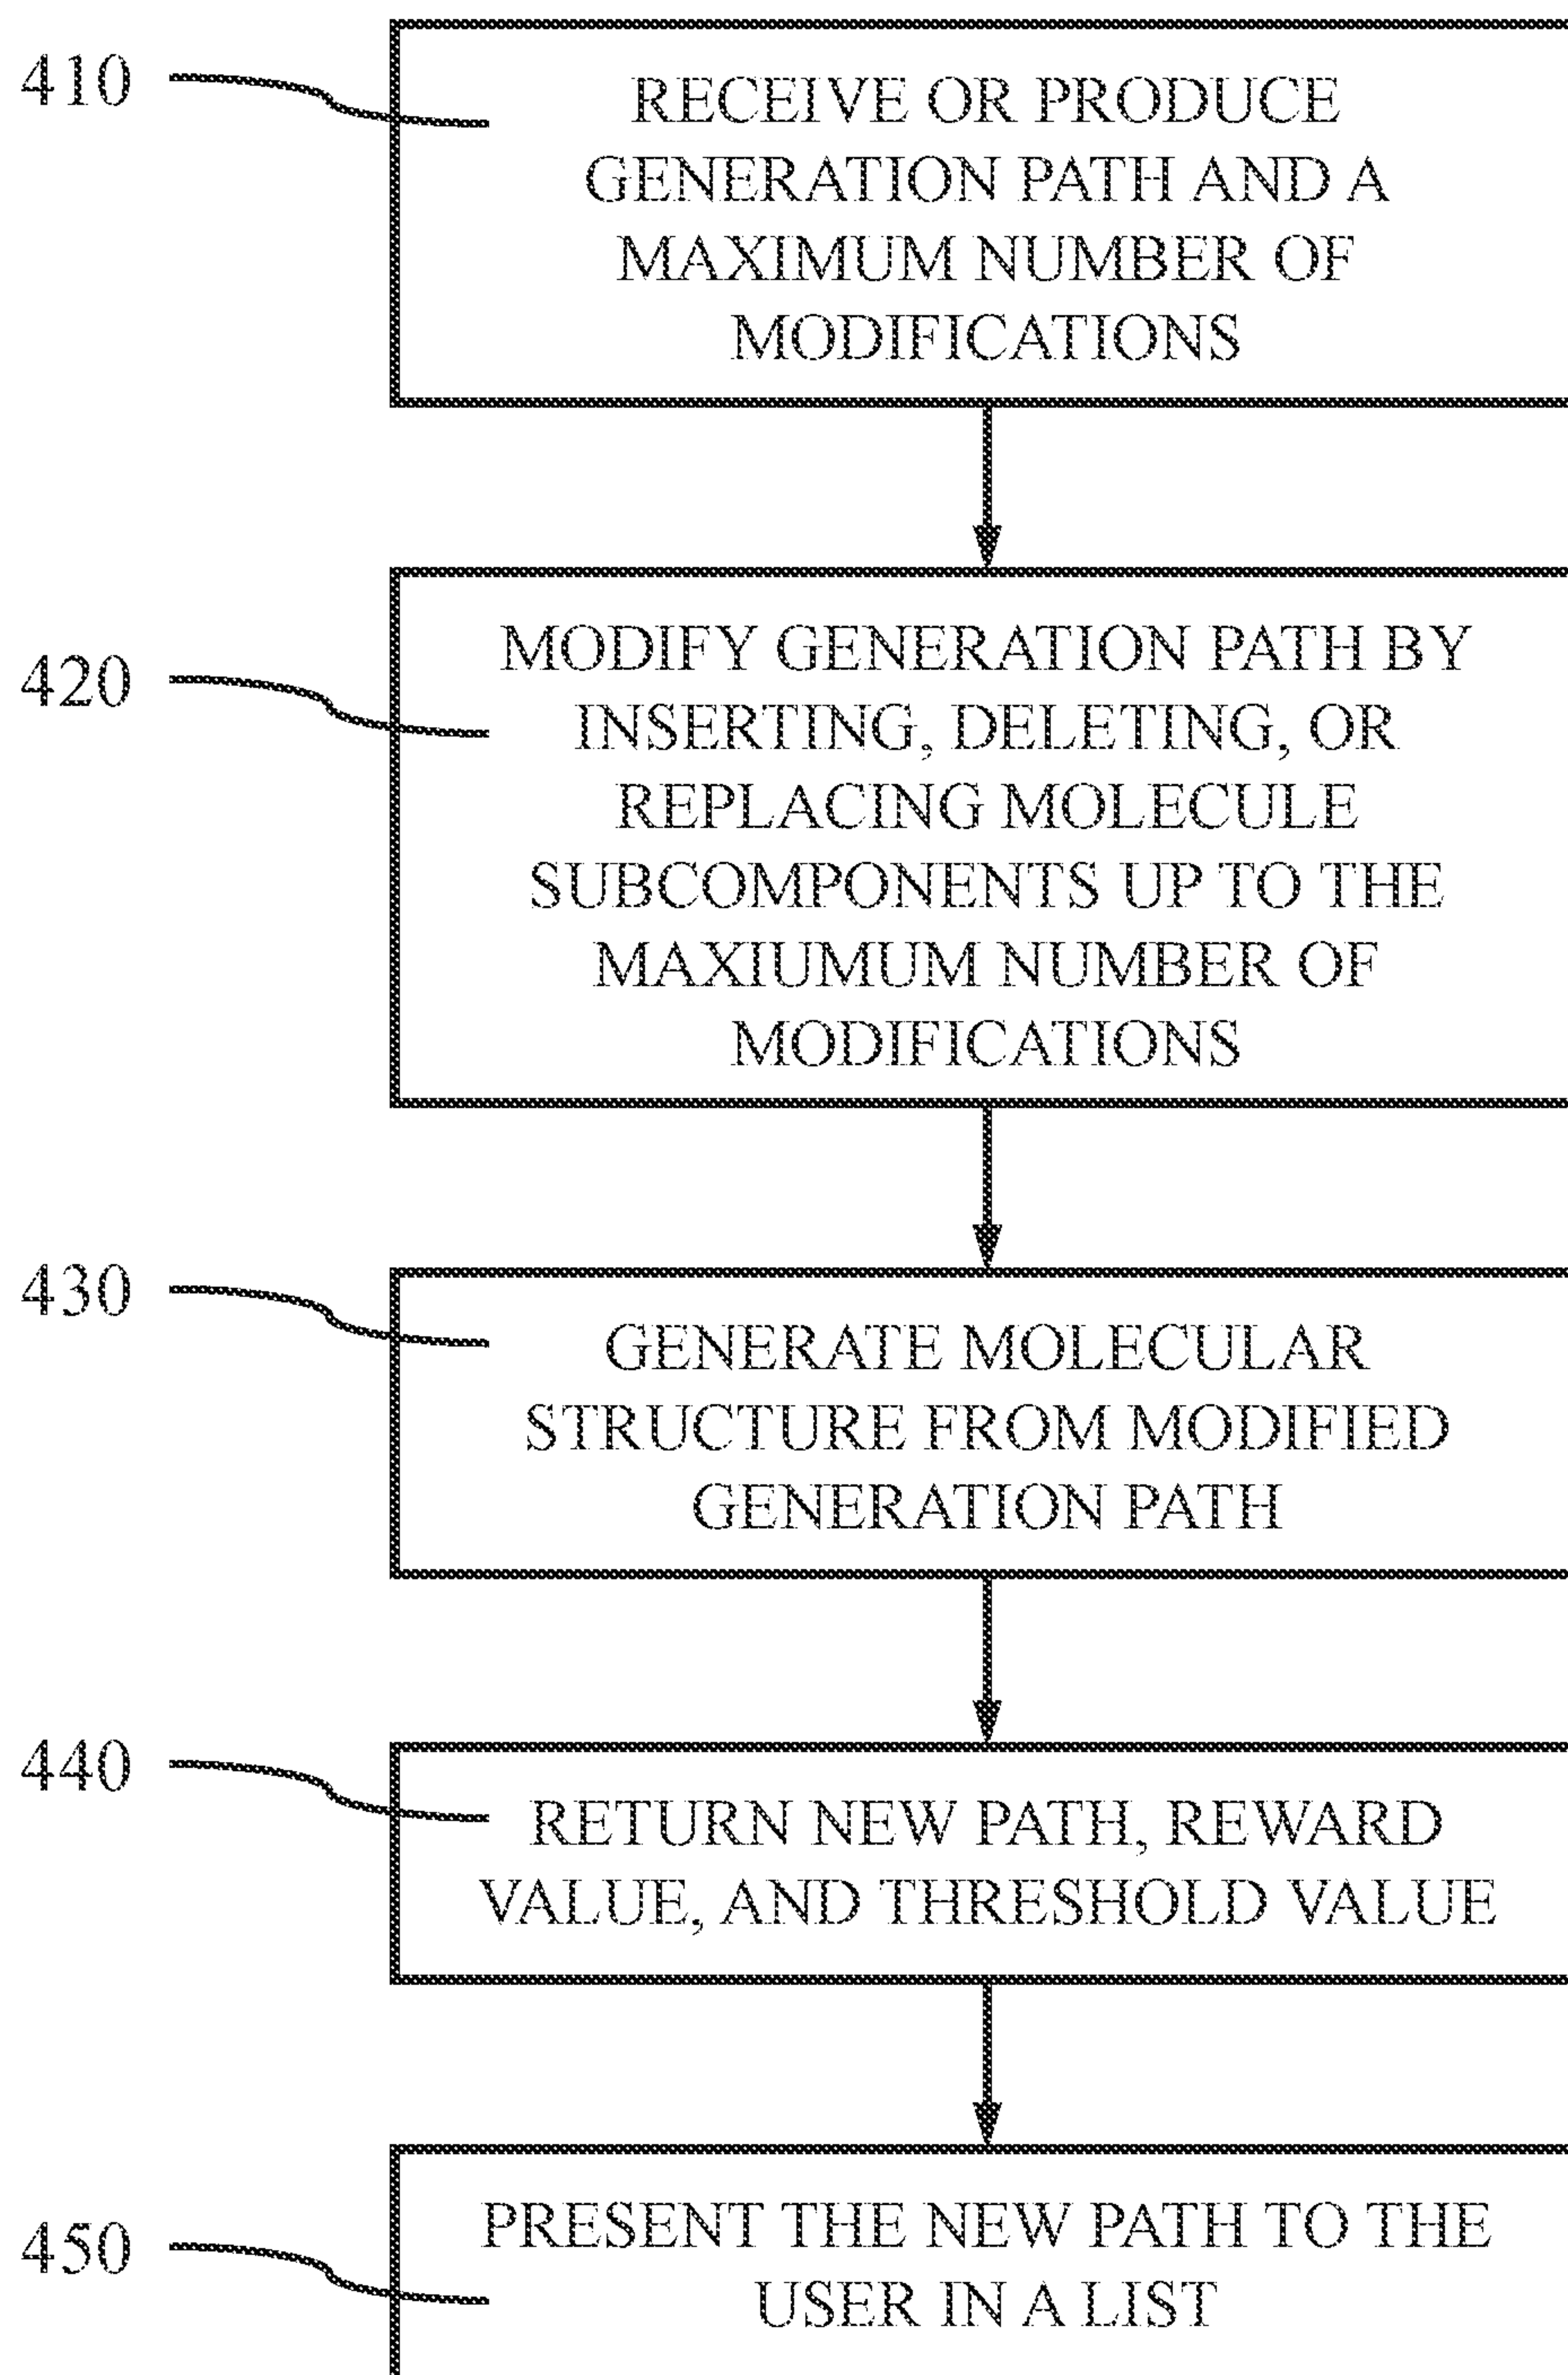 410
RECEIVE OR PRODUCE
GENERATION PATH AND A
MAXIMUM NUMBER OF
MODIFICATIONS
420
MODIFY GENERATION PATH BY
INSERTING, DELETING, OR
REPLACING MOLECULE
SUBCOMPONENTS UP TO THE
MAXIUMUM NUMBER OF
MODIFICATIONS
430
GENERATE MOLECULAR
STRUCTURE FROM MODIFIED
GENERATION PATH
440
RETURN NEW PATH, REWARD
VALUE, AND THRESHOLD VALUE
450
PRESENT THE NEW PATH TO THE
USER IN A LIST